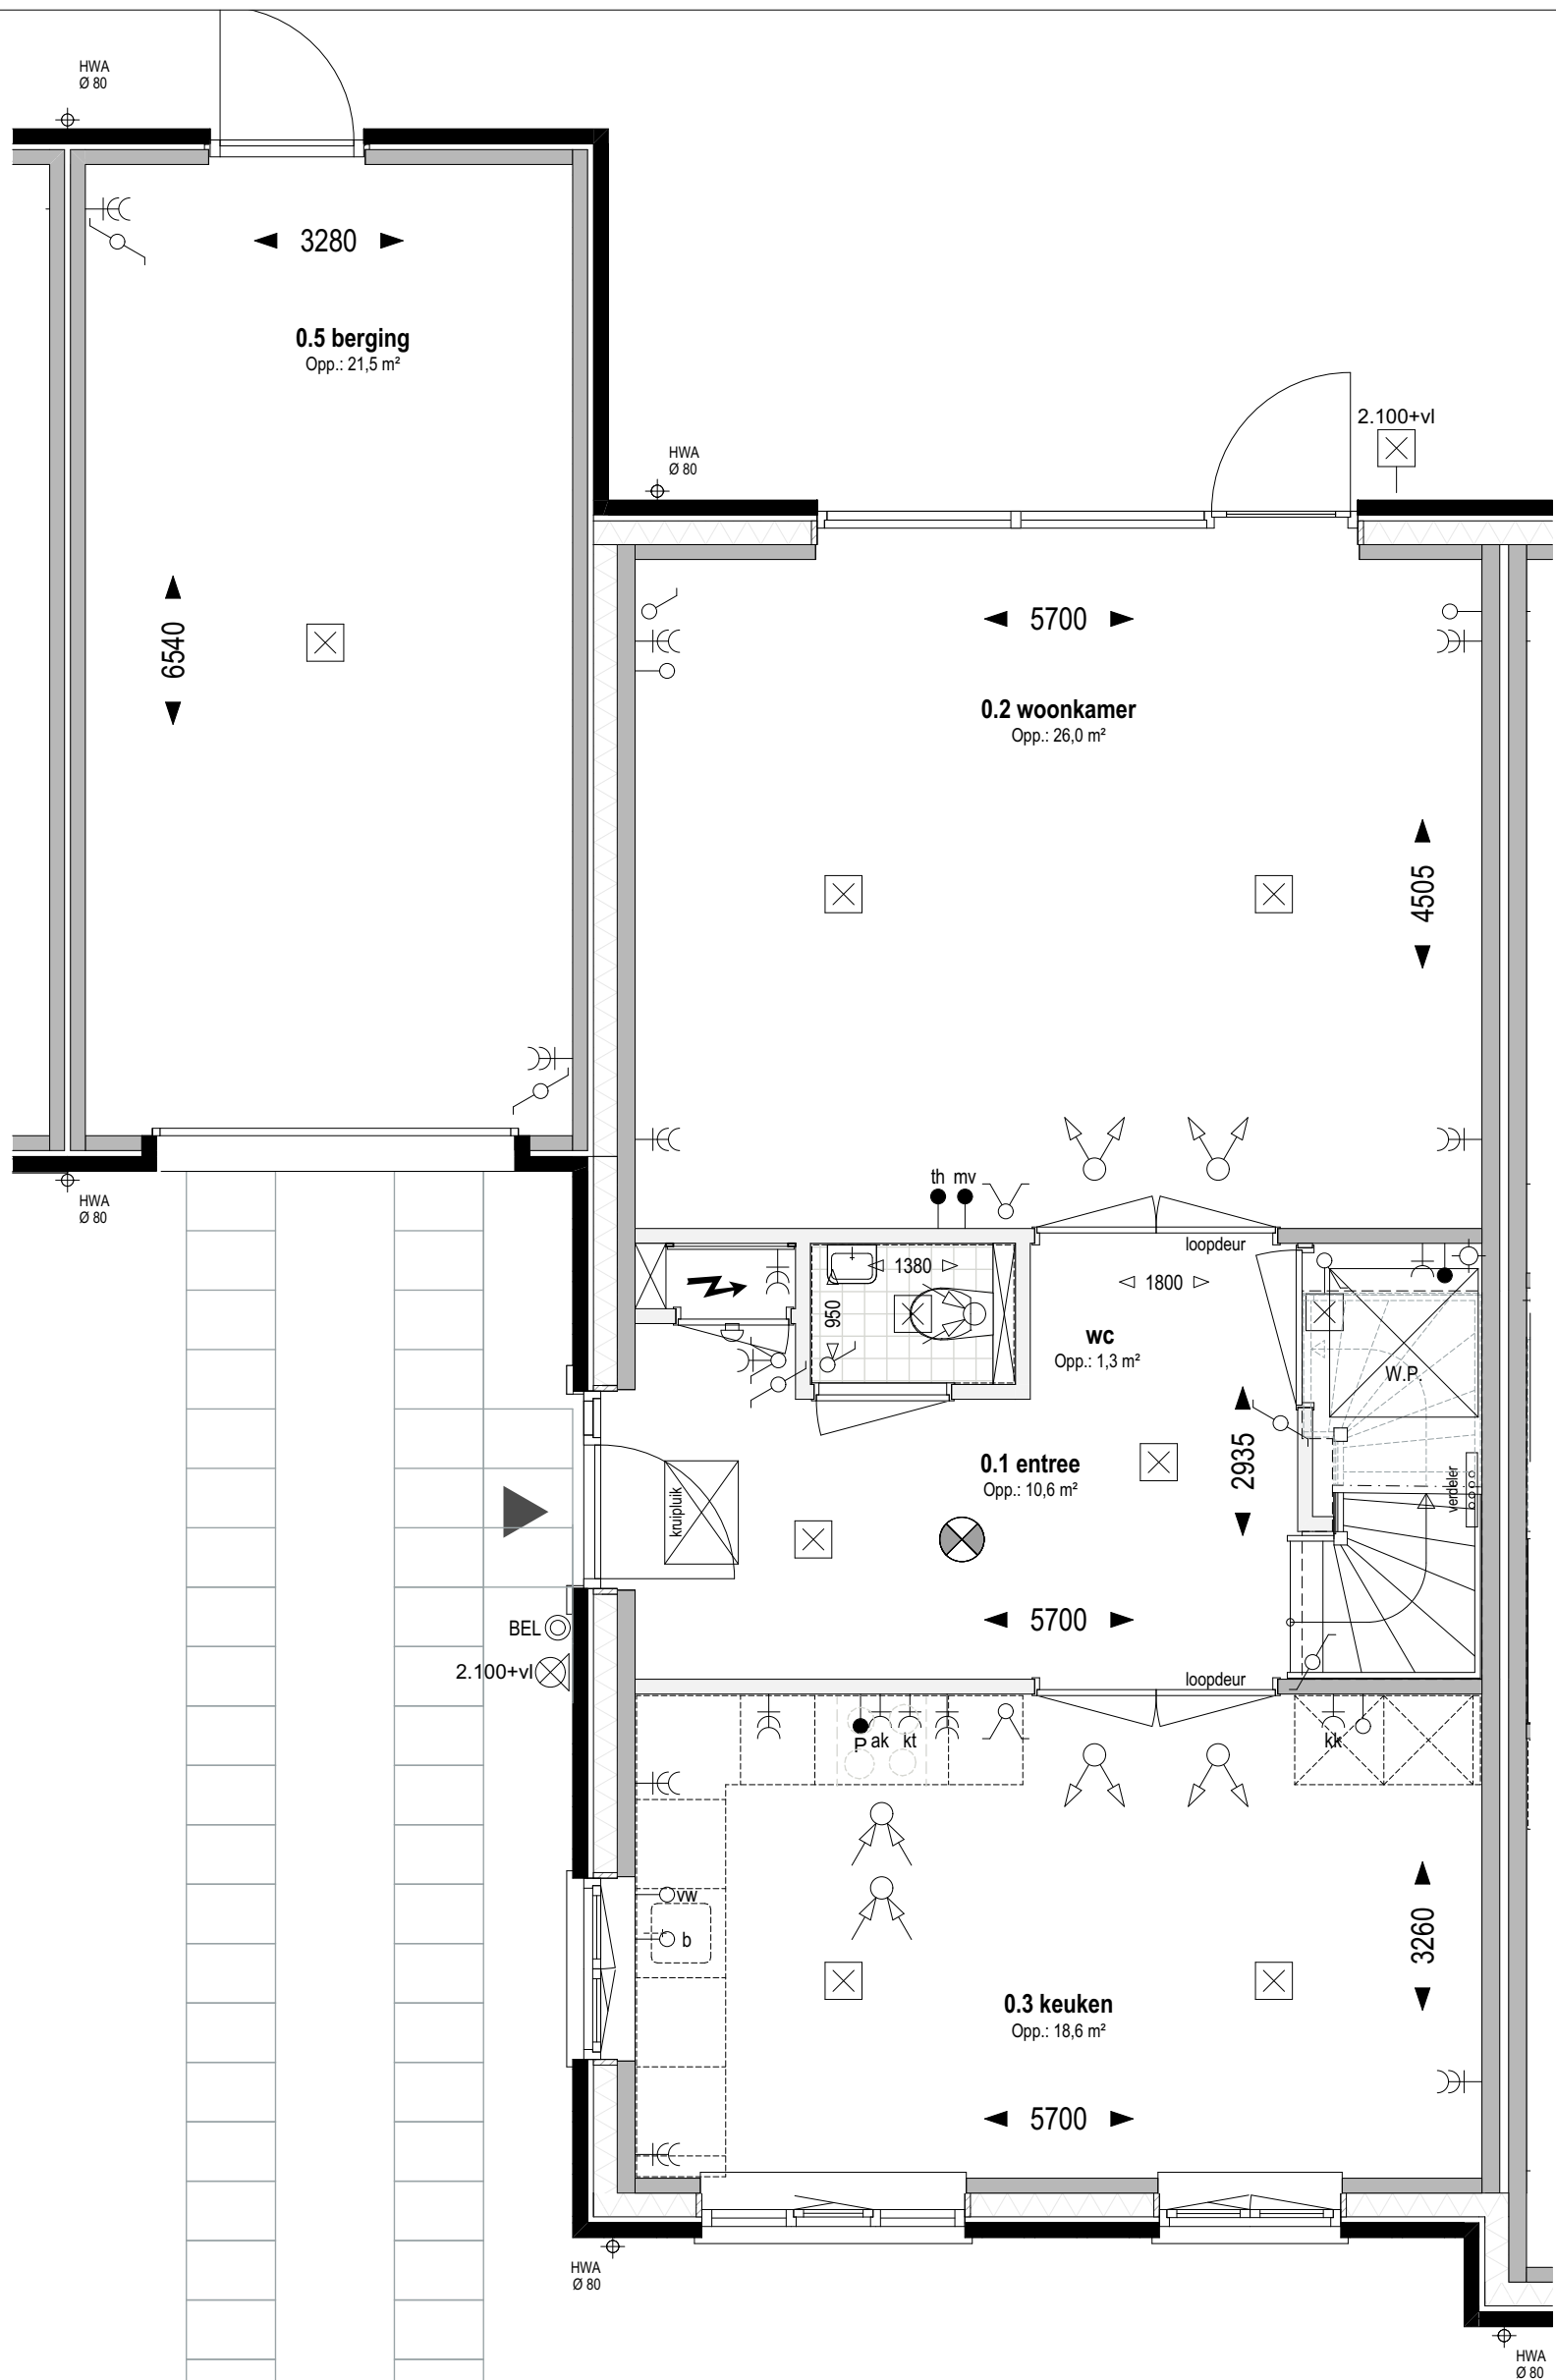 HWA
Ø 80
3280
0.5 berging
Opp.: 21,5 m²
2.100+vl
HWA
Ø 80
5700
6540
0.2 woonkamer
Opp.: 26,0 m²
4505
th mv
HWA
Ø 80
loopdeur
1380
1800
950
wc
Opp.: 1,3 m²
W.P.
2935
0.1 entree
Opp.: 10,6 m²
kruipluik
verdeler
5700
BEL
2.100+vl
loopdeur
P ak kt
kk
vw
b
3260
0.3 keuken
Opp.: 18,6 m²
5700
HWA
Ø 80
HWA
Ø 80